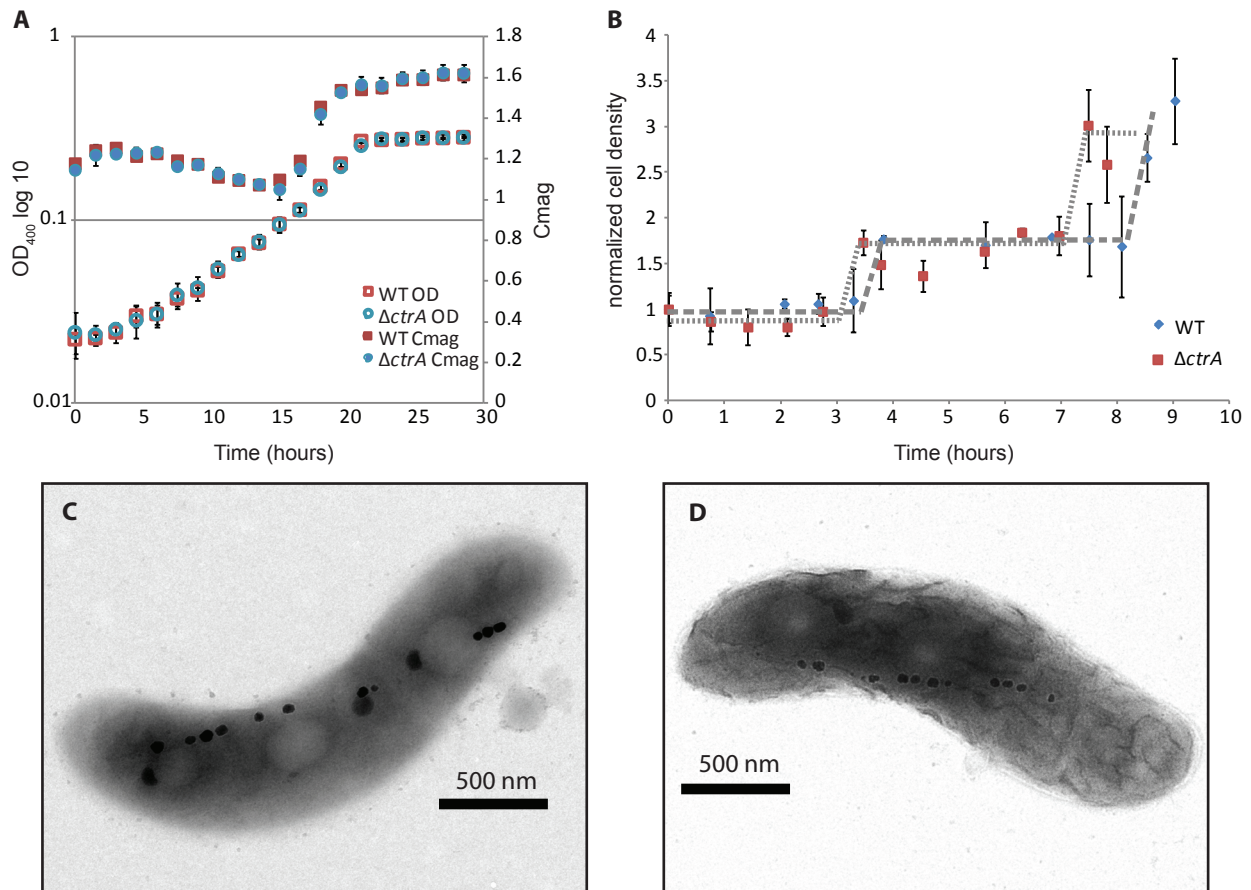 A
1
0.1
0.01
OD400 log 10
1.8
1.6
1.4
1.2
1
0.8
0.6
0.4
0.2
0
Cmag
WT OD
ΔctrA OD
WT Cmag
ΔctrA Cmag
0 5 10 15 20 25 30
Time (hours)
B
4
3.5
3
2.5
2
1.5
1
0.5
0
normalized cell density
WT
ΔctrA
0 1 2 3 4 5 6 7 8 9 10
Time (hours)
C
500 nm
D
500 nm